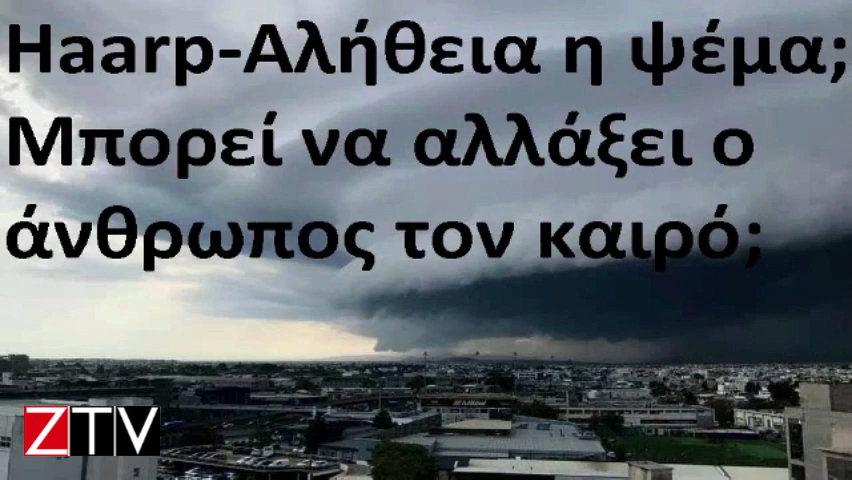 Haarp-Αλήθεια η ψέμα;
Μπορεί να αλλάξει ο
άνθρωπος τον καιρό;
ZTV